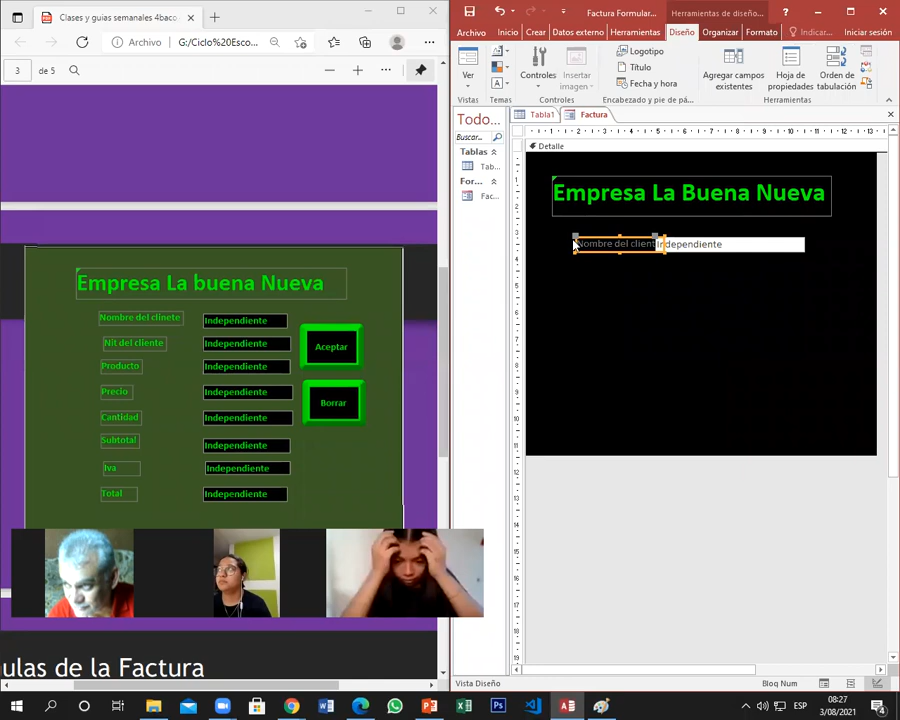 Clases y guias semanales 4baco
Factura Formular...
Herramientas de diseño
Archivo
G:/Ciclo%20Esco...
3
de 5
Archivo
Inicio
Crear
Datos externo
Herramientas
Diseño
Organizar
Formato
Indicar...
Iniciar sesión
Ver
Controles
Insertar
imagen
Logotipo
Título
Fecha y hora
Agregar campos
existentes
Hoja de
propiedades
Orden de
tabulación
Vistas
Temas
Controles
Encabezado y pie de pá...
Herramientas
Todo...
Buscar...
Tablas
Tab...
For...
Fac...
Tabla1
Factura
Detalle
Empresa La Buena Nueva
Nombre del client
Independiente
Empresa La buena Nueva
Nombre del clinete
Independiente
Nit del cliente
Independiente
Producto
Independiente
Precio
Independiente
Cantidad
Independiente
Subtotal
Independiente
Iva
Independiente
Total
Independiente
Aceptar
Borrar
ulas de la Factura
Vista Diseño
Bloq Num
ESP
08:27
3/08/2021